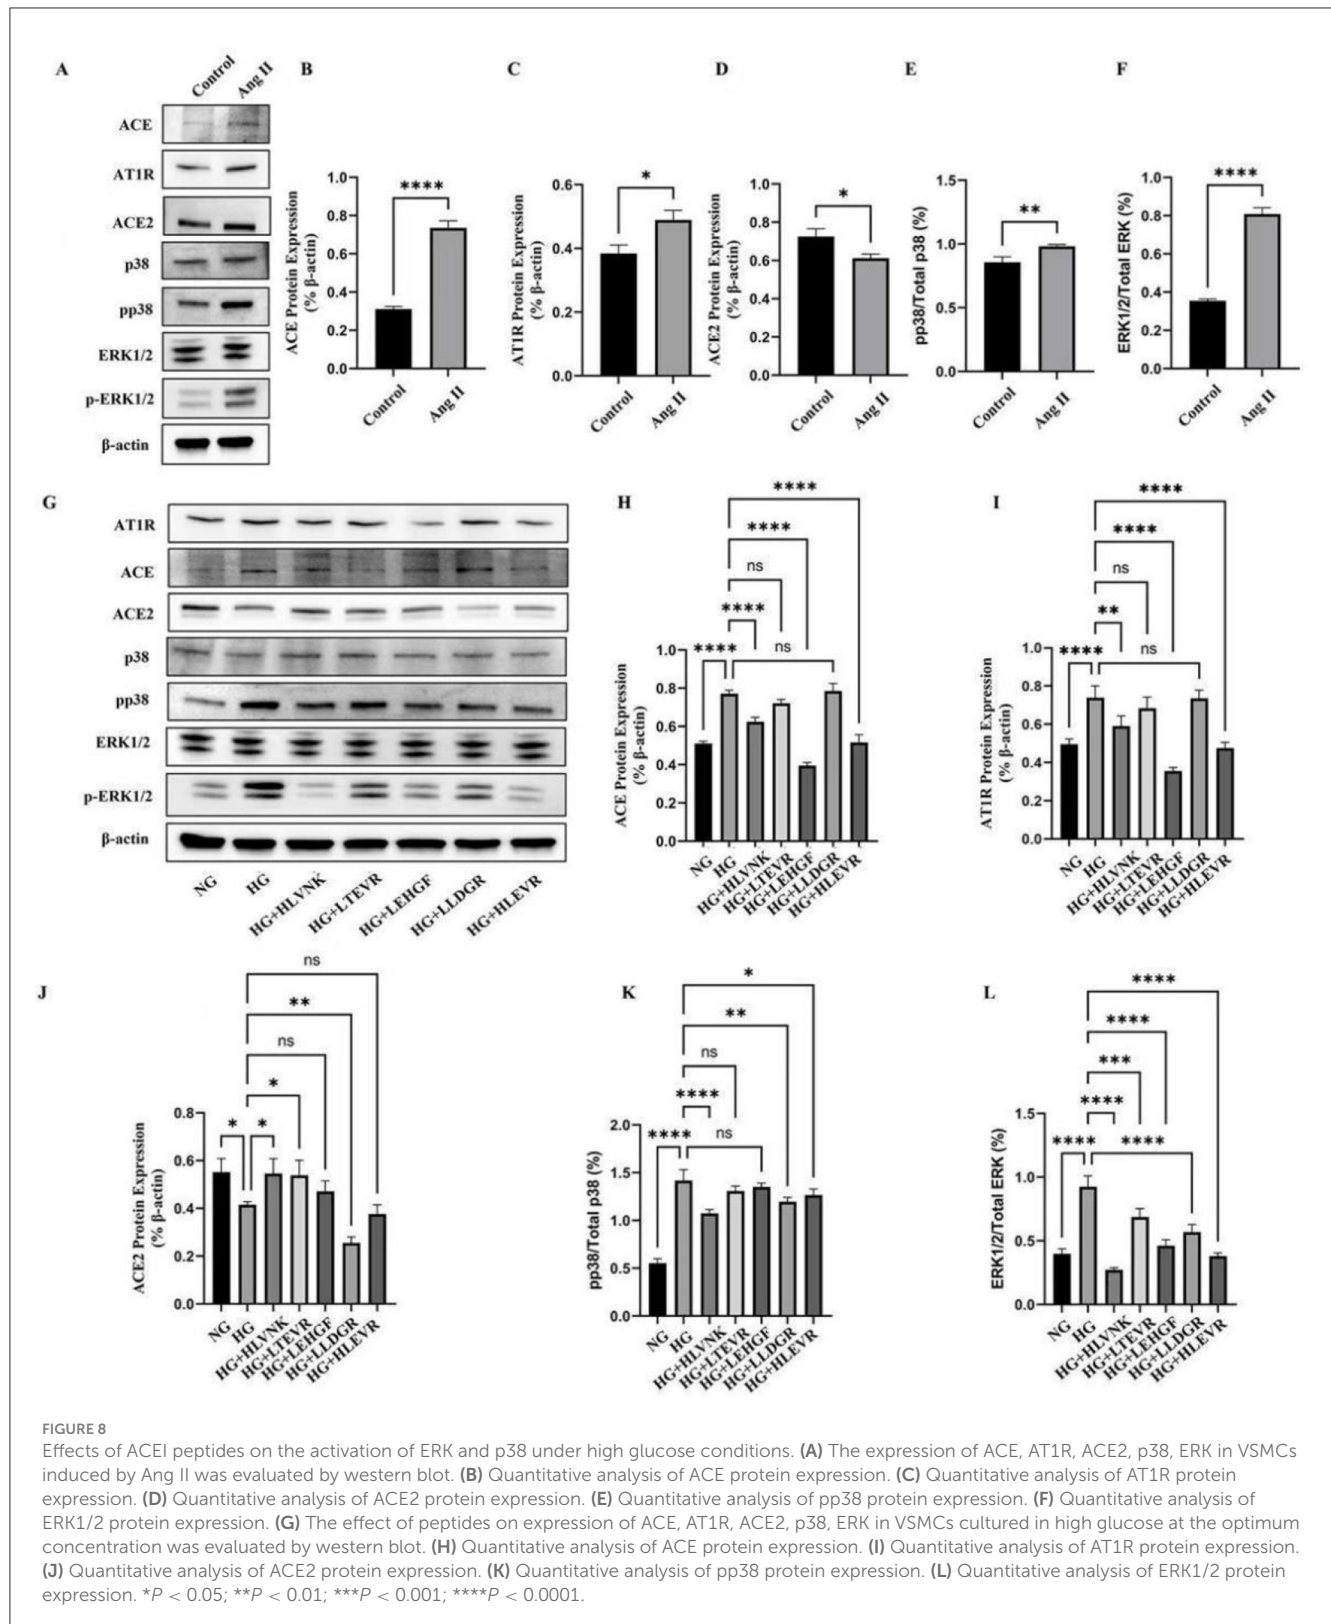 A
Control
Ang II
ACE
AT1R
ACE2
p38
pp38
ERK1/2
p-ERK1/2
β-actin
B
ACE Protein Expression
(% β-actin)
1.0
0.8
0.6
0.4
0.2
0.0
****
Control
Ang II
C
AT1R Protein Expression
(% β-actin)
0.6
0.4
0.2
0.0
*
Control
Ang II
D
ACE2 Protein Expression
(% β-actin)
1.0
0.8
0.6
0.4
0.2
0.0
*
Control
Ang II
E
pp38/Total p38 (%)
1.5
1.0
0.5
0.0
**
Control
Ang II
F
ERK1/2/Total ERK (%)
1.0
0.8
0.6
0.4
0.2
0.0
****
Control
Ang II
G
AT1R
ACE
ACE2
p38
pp38
ERK1/2
p-ERK1/2
β-actin
NG
HG
HG+HLVNK
HG+LTEVR
HG+LEHGF
HG+LLDGR
HG+HLEVR
H
****
****
ns
****
****
ns
ACE Protein Expression
(% β-actin)
1.0
0.8
0.6
0.4
0.2
0.0
NG
HG
HG+HLVNK
HG+LTEVR
HG+LEHGF
HG+LLDGR
HG+HLEVR
I
****
****
ns
**
****
ns
AT1R Protein Expression
(% β-actin)
1.0
0.8
0.6
0.4
0.2
0.0
NG
HG
HG+HLVNK
HG+LTEVR
HG+LEHGF
HG+LLDGR
HG+HLEVR
J
ns
**
ns
*
*
*
ACE2 Protein Expression
(% β-actin)
0.8
0.6
0.4
0.2
0.0
NG
HG
HG+HLVNK
HG+LTEVR
HG+LEHGF
HG+LLDGR
HG+HLEVR
K
*
**
ns
****
****
ns
pp38/Total p38 (%)
2.0
1.5
1.0
0.5
0.0
NG
HG
HG+HLVNK
HG+LTEVR
HG+LEHGF
HG+LLDGR
HG+HLEVR
L
****
****
***
****
****
****
ERK1/2/Total ERK (%)
1.5
1.0
0.5
0.0
NG
HG
HG+HLVNK
HG+LTEVR
HG+LEHGF
HG+LLDGR
HG+HLEVR
FIGURE 8
Effects of ACEI peptides on the activation of ERK and p38 under high glucose conditions. (A) The expression of ACE, AT1R, ACE2, p38, ERK in VSMCs
induced by Ang II was evaluated by western blot. (B) Quantitative analysis of ACE protein expression. (C) Quantitative analysis of AT1R protein
expression. (D) Quantitative analysis of ACE2 protein expression. (E) Quantitative analysis of pp38 protein expression. (F) Quantitative analysis of
ERK1/2 protein expression. (G) The effect of peptides on expression of ACE, AT1R, ACE2, p38, ERK in VSMCs cultured in high glucose at the optimum
concentration was evaluated by western blot. (H) Quantitative analysis of ACE protein expression. (I) Quantitative analysis of AT1R protein expression.
(J) Quantitative analysis of ACE2 protein expression. (K) Quantitative analysis of pp38 protein expression. (L) Quantitative analysis of ERK1/2 protein
expression. *P < 0.05; **P < 0.01; ***P < 0.001; ****P < 0.0001.